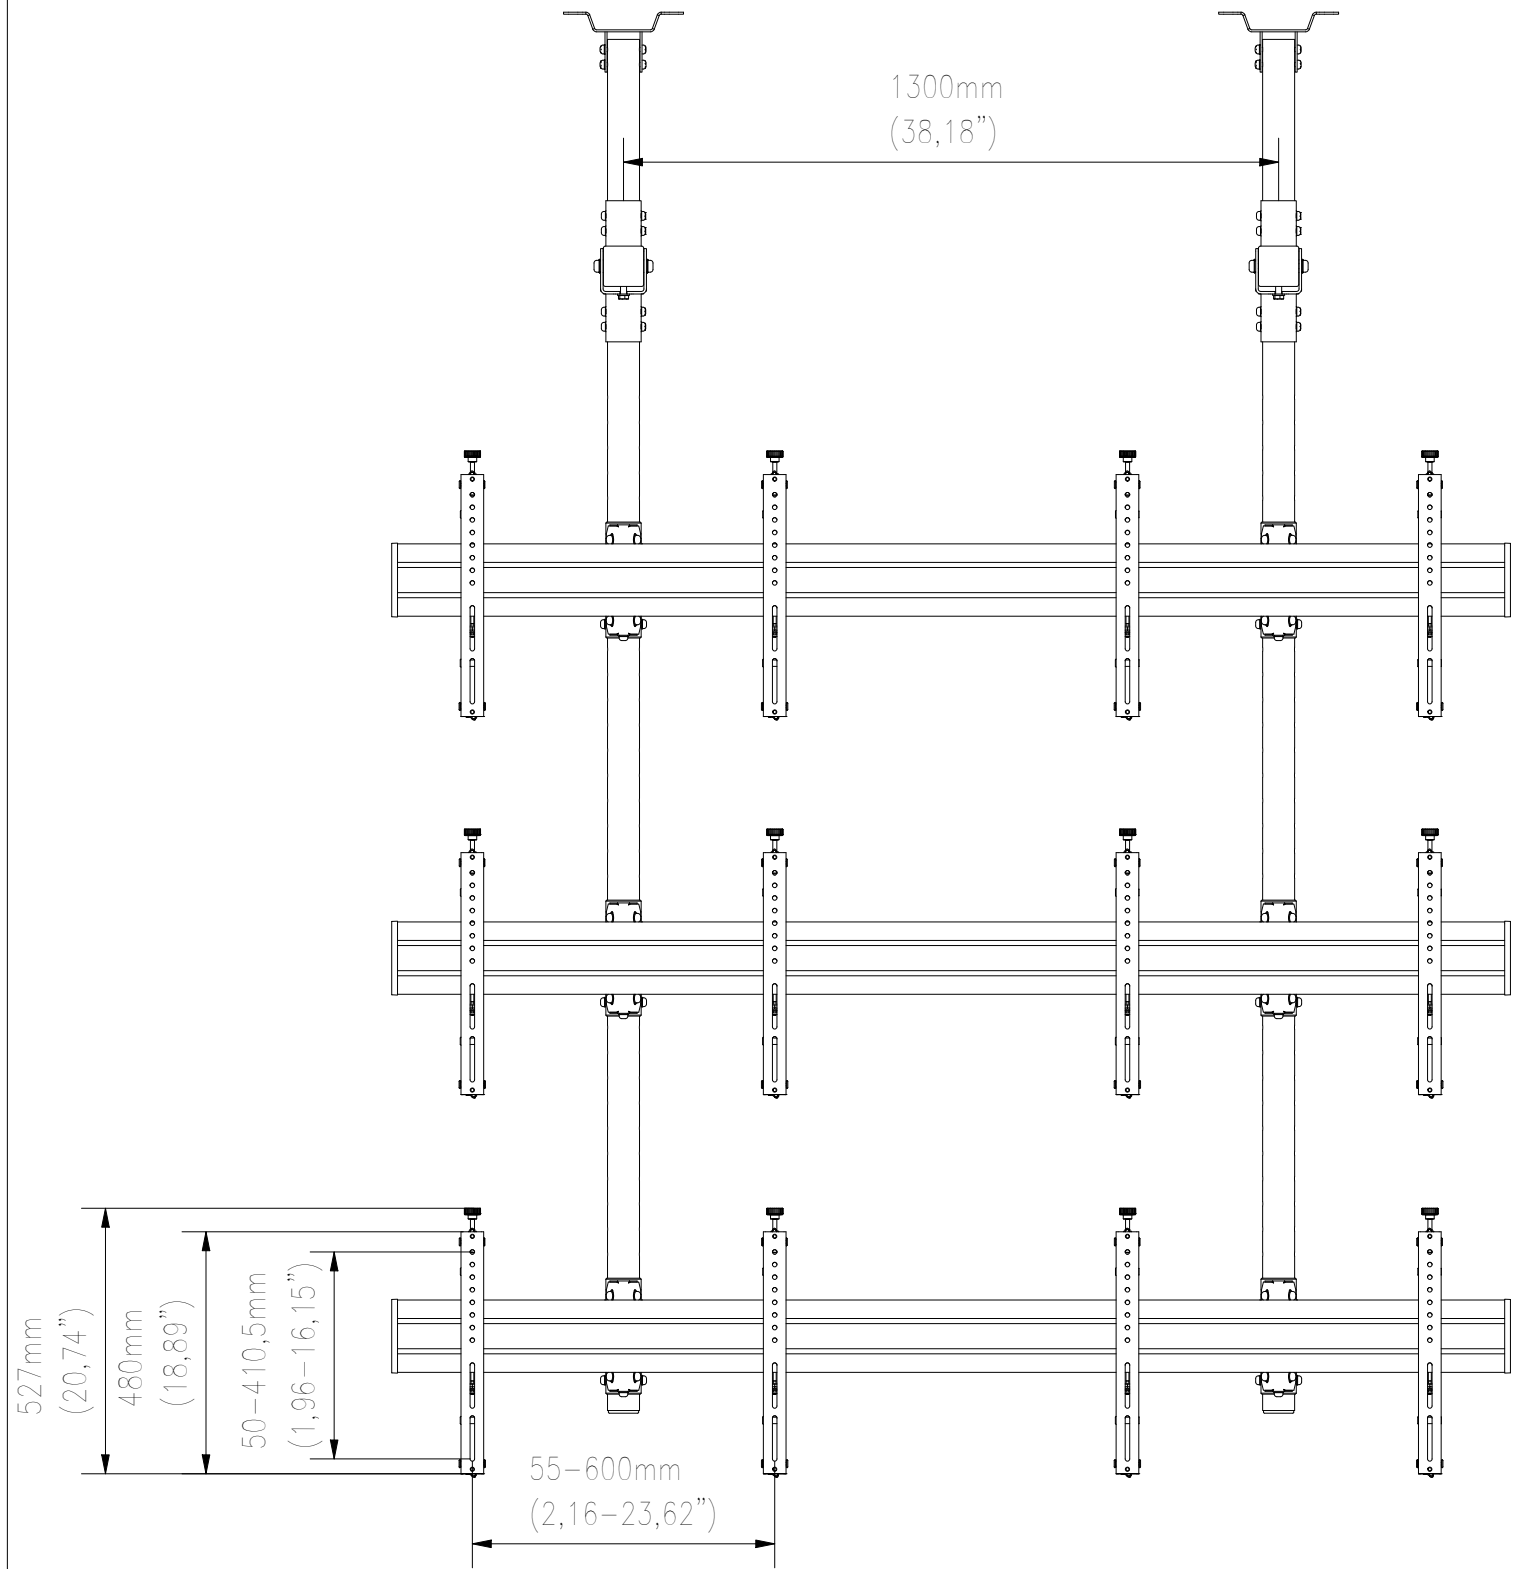 1300mm
(38,18”)
527mm
(20,74”)
480mm
(18,89”)
50-410,5mm
(1,96-16,15”)
55-600mm
(2,16-23,62”)